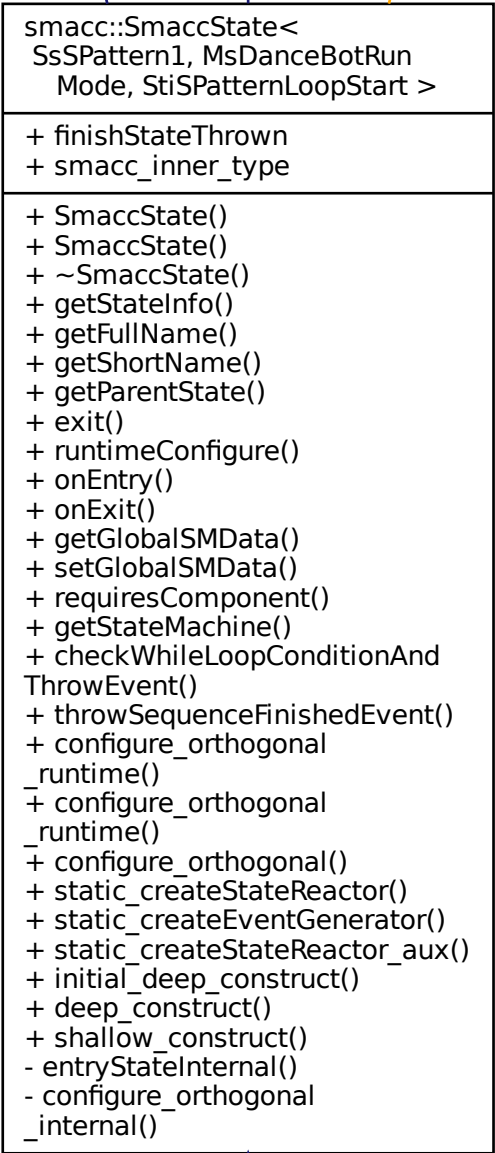 smacc::SmaccState<
SsSPattern1, MsDanceBotRun
Mode, StiSPatternLoopStart >
+ finishStateThrown
+ smacc_inner_type
+ SmaccState()
+ SmaccState()
+ ~SmaccState()
+ getStateInfo()
+ getFullName()
+ getShortName()
+ getParentState()
+ exit()
+ runtimeConfigure()
+ onEntry()
+ onExit()
+ getGlobalSMData()
+ setGlobalSMData()
+ requiresComponent()
+ getStateMachine()
+ checkWhileLoopConditionAnd
ThrowEvent()
+ throwSequenceFinishedEvent()
+ configure_orthogonal
_runtime()
+ configure_orthogonal
_runtime()
+ configure_orthogonal()
+ static_createStateReactor()
+ static_createEventGenerator()
+ static_createStateReactor_aux()
+ initial_deep_construct()
+ deep_construct()
+ shallow_construct()
- entryStateInternal()
- configure_orthogonal
_internal()